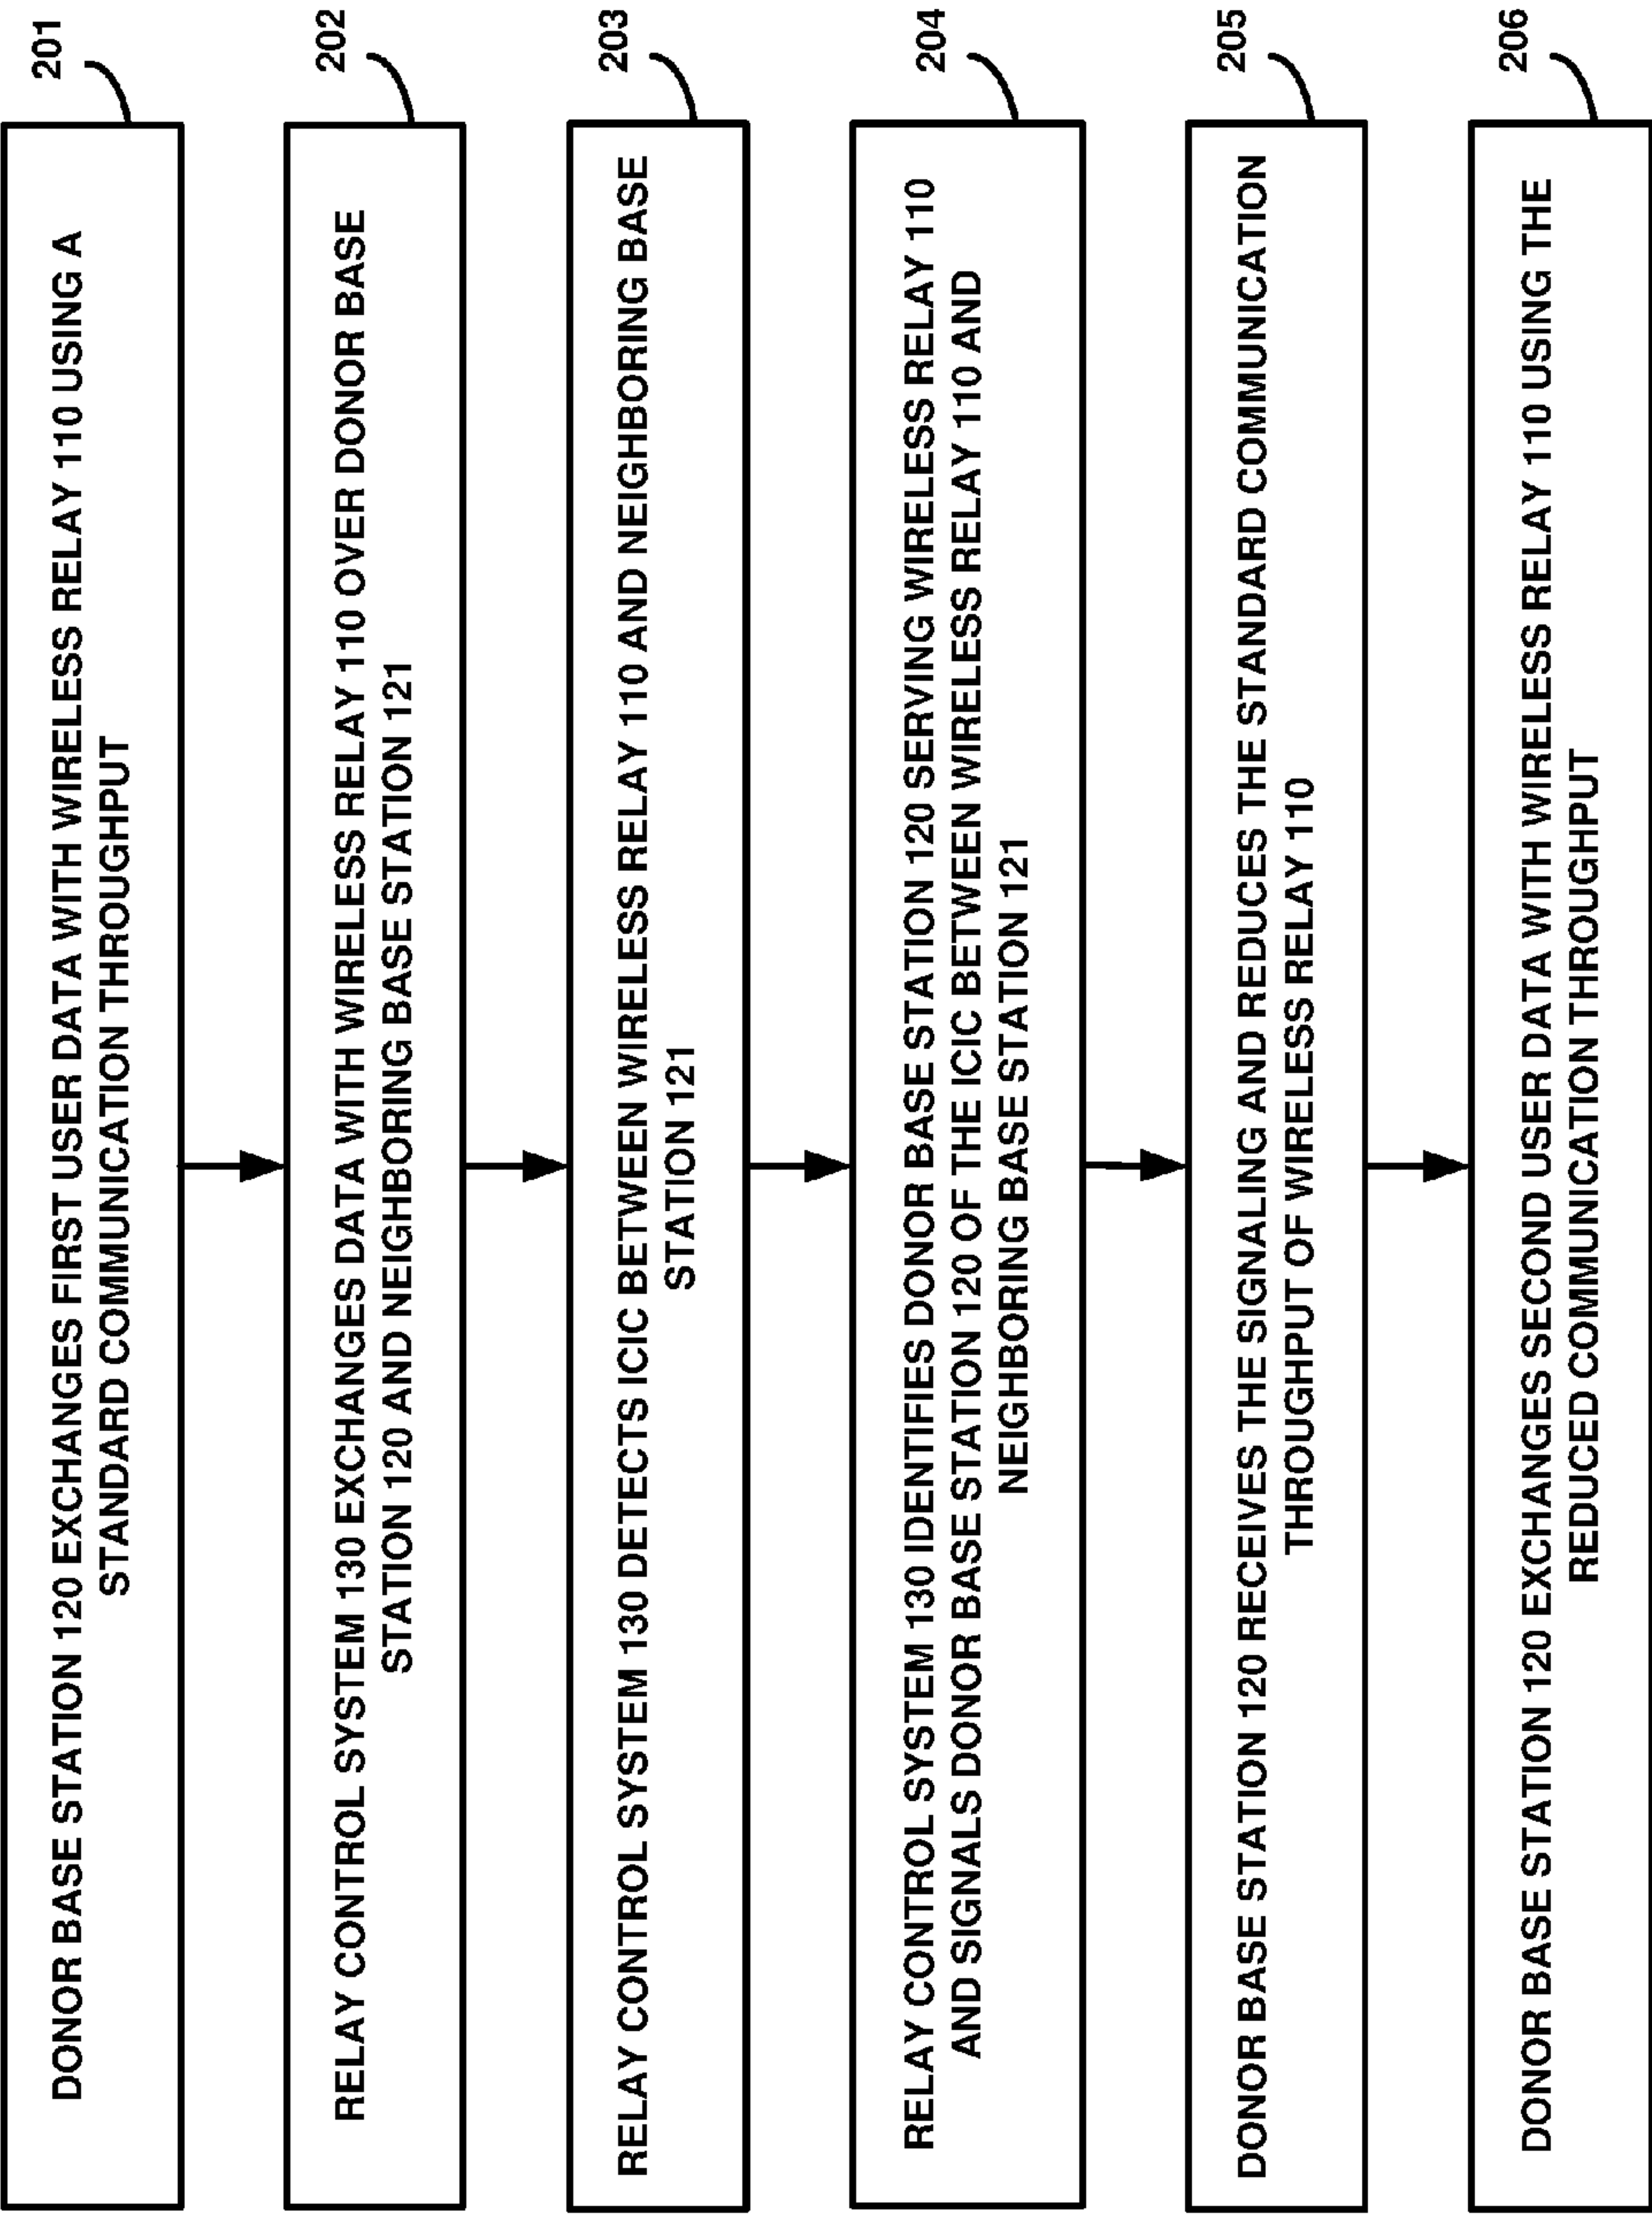 DONOR BASE STATION 120 EXCHANGES FIRST USER DATA WITH WIRELESS RELAY 110 USING A
STANDARD COMMUNICATION THROUGHPUT
201
RELAY CONTROL SYSTEM 130 EXCHANGES DATA WITH WIRELESS RELAY 110 OVER DONOR BASE
STATION 120 AND NEIGHBORING BASE STATION 121
202
RELAY CONTROL SYSTEM 130 DETECTS ICIC BETWEEN WIRELESS RELAY 110 AND NEIGHBORING BASE
STATION 121
203
RELAY CONTROL SYSTEM 130 IDENTIFIES DONOR BASE STATION 120 SERVING WIRELESS RELAY 110
AND SIGNALS DONOR BASE STATION 120 OF THE ICIC BETWEEN WIRELESS RELAY 110 AND
NEIGHBORING BASE STATION 121
204
DONOR BASE STATION 120 RECEIVES THE SIGNALING AND REDUCES THE STANDARD COMMUNICATION
THROUGHPUT OF WIRELESS RELAY 110
205
DONOR BASE STATION 120 EXCHANGES SECOND USER DATA WITH WIRELESS RELAY 110 USING THE
REDUCED COMMUNICATION THROUGHPUT
206